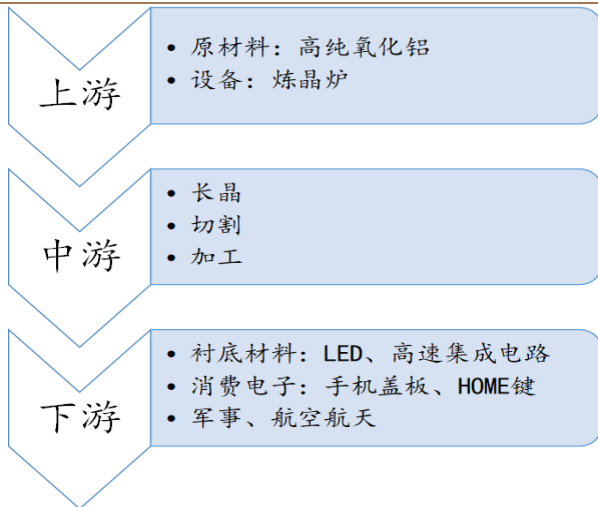 上游
• 原材料：高纯氧化铝
• 设备：炼晶炉
中游
• 长晶
• 切割
• 加工
下游
• 衬底材料：LED、高速集成电路
• 消费电子：手机盖板、HOME键
• 军事、航空航天